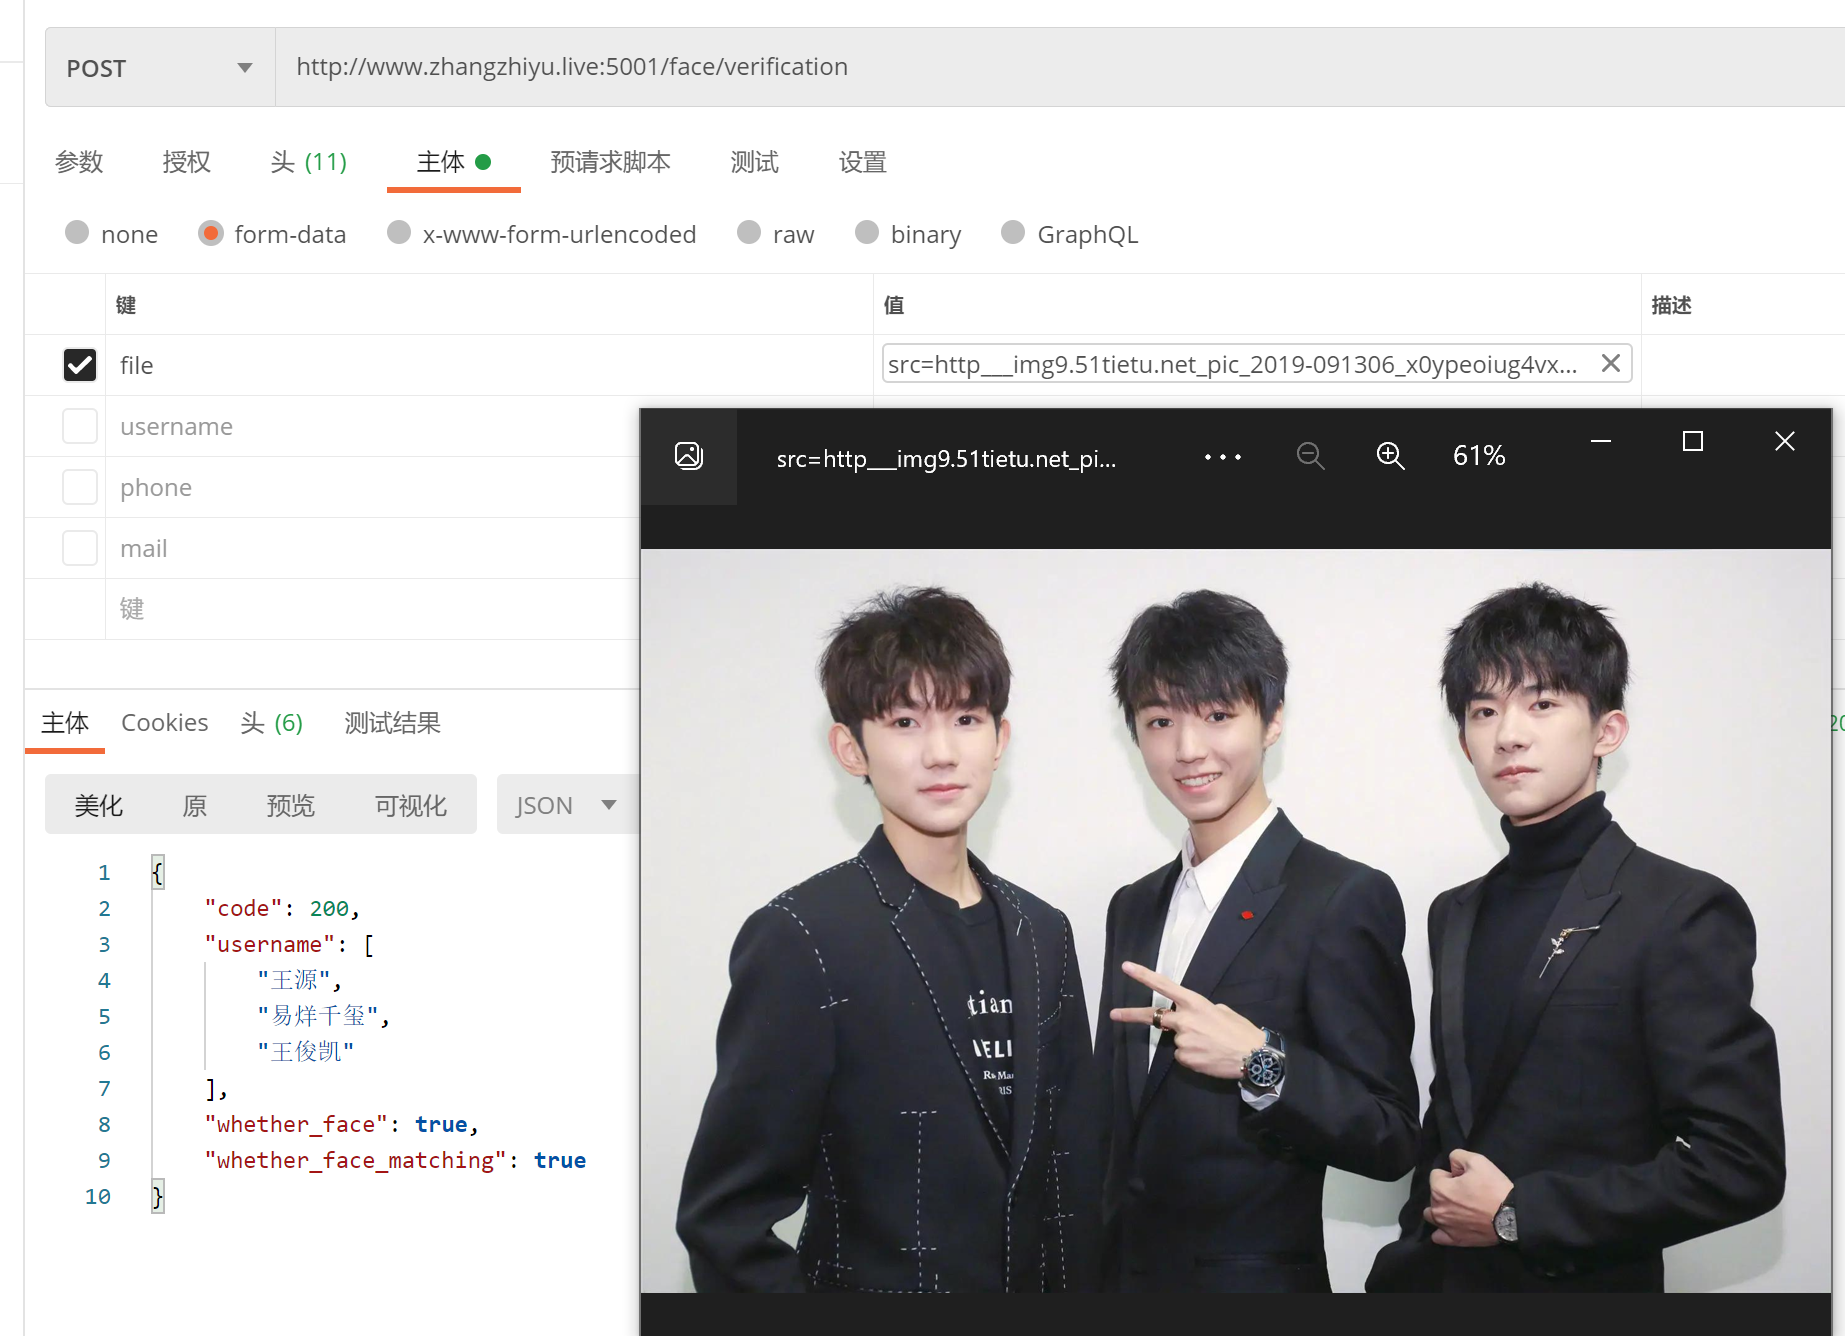 POST http://www.zhangzhiyu.live:5001/face/verification
参数 授权 头 (11) 主体 预请求脚本 测试 设置
none form-data x-www-form-urlencoded raw binary GraphQL
键 值 描述
file src=http___img9.51tietu.net_pic_2019-091306_x0ypeoiug4vx...
username
phone
mail
键
src=http___img9.51tietu.net_pi... 61%
主体 Cookies 头 (6) 测试结果
20
美化 原 预览 可视化 JSON
1 {
2 "code": 200,
3 "username": [
4 "王源",
5 "易烊千玺",
6 "王俊凯"
7 ],
8 "whether_face": true,
9 "whether_face_matching": true
10 }
tian